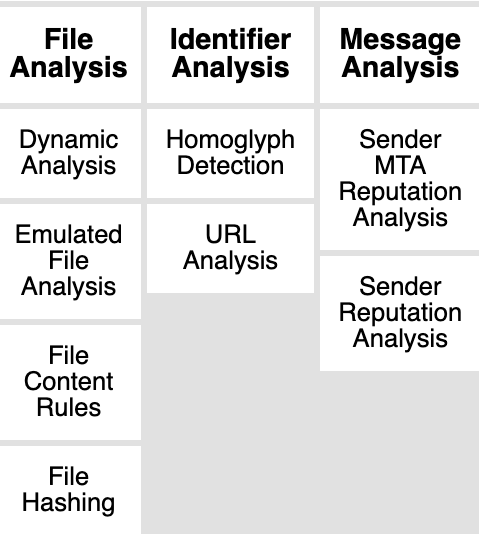 File
Analysis
Dynamic
Analysis
Emulated
File
Analysis
File
Content
Rules
File
Hashing
Identifier
Analysis
Homoglyph
Detection
URL
Analysis
Message
Analysis
Sender
MTA
Reputation
Analysis
Sender
Reputation
Analysis